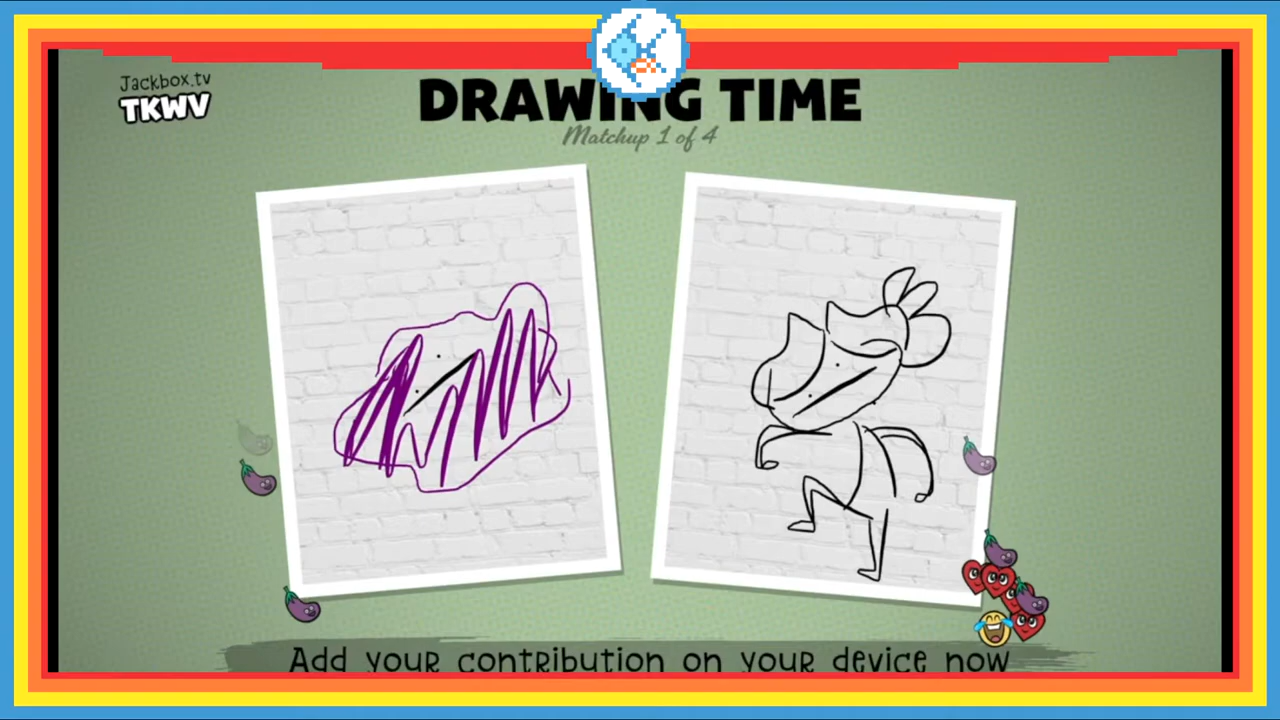 Jackbox.tv
TKWV
DRAWING TIME
Matchup 1 of 4
Add your contribution on your device now